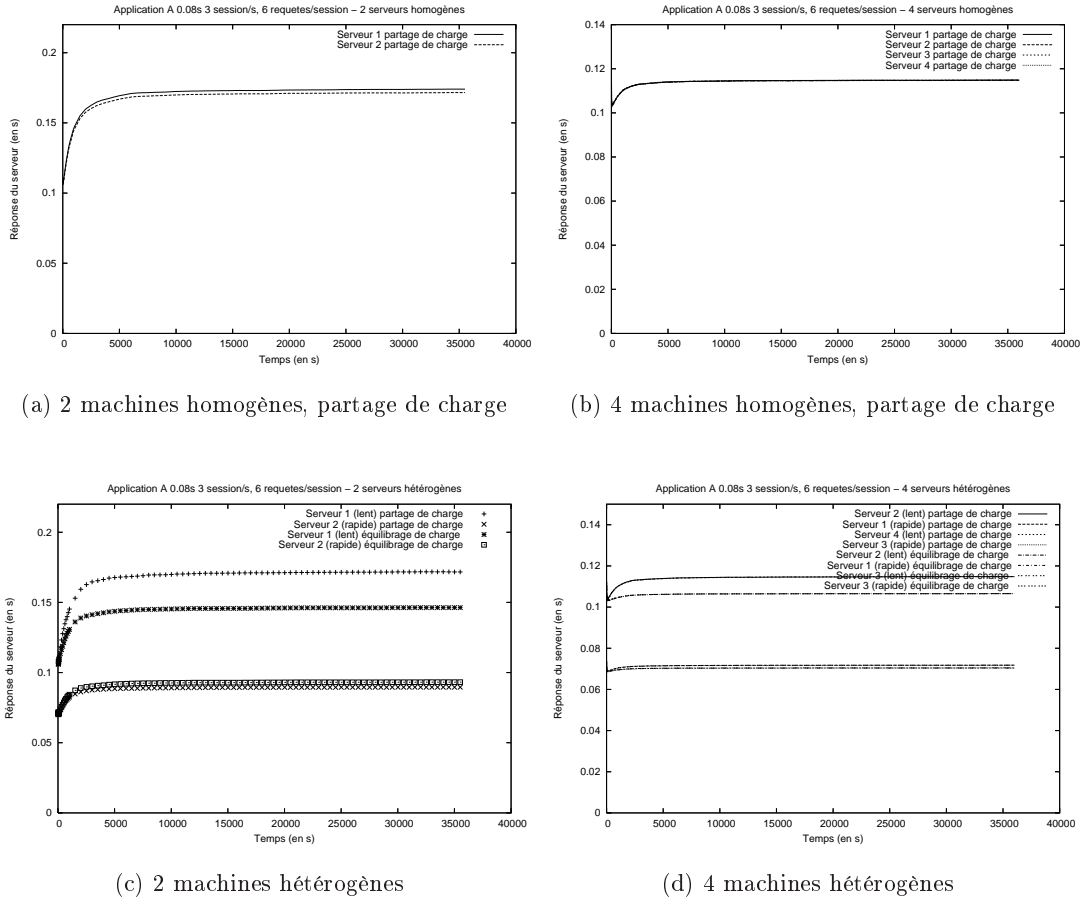 Application A 0.08s 3 session/s, 6 requetes/session – 2 serveurs homogènes
Serveur 1 partage de charge
Serveur 2 partage de charge
Réponse du serveur (en s)
0.2
0.15
0.1
0.05
0
0 5000 10000 15000 20000 25000 30000 35000 40000
Temps (en s)
(a) 2 machines homogènes, partage de charge
Application A 0.08s 3 session/s, 6 requetes/session – 4 serveurs homogènes
Serveur 1 partage de charge
Serveur 2 partage de charge
Serveur 3 partage de charge
Serveur 4 partage de charge
Réponse du serveur (en s)
0.14
0.12
0.1
0.08
0.06
0.04
0.02
0
0 5000 10000 15000 20000 25000 30000 35000 40000
Temps (en s)
(b) 4 machines homogènes, partage de charge
Application A 0.08s 3 session/s, 6 requetes/session – 2 serveurs hétérogènes
Serveur 1 (lent) partage de charge
Serveur 2 (rapide) partage de charge
Serveur 1 (lent) équilibrage de charge
Serveur 2 (rapide) équilibrage de charge
Réponse du serveur (en s)
0.2
0.15
0.1
0.05
0
0 5000 10000 15000 20000 25000 30000 35000 40000
Temps (en s)
(c) 2 machines hétérogènes
Application A 0.08s 3 session/s, 6 requetes/session – 4 serveurs hétérogènes
Serveur 2 (lent) partage de charge
Serveur 1 (rapide) partage de charge
Serveur 4 (lent) partage de charge
Serveur 3 (rapide) partage de charge
Serveur 2 (lent) équilibrage de charge
Serveur 1 (rapide) équilibrage de charge
Serveur 3 (lent) équilibrage de charge
Serveur 3 (rapide) équilibrage de charge
Réponse du serveur (en s)
0.14
0.12
0.1
0.08
0.06
0.04
0.02
0
0 5000 10000 15000 20000 25000 30000 35000 40000
Temps (en s)
(d) 4 machines hétérogènes